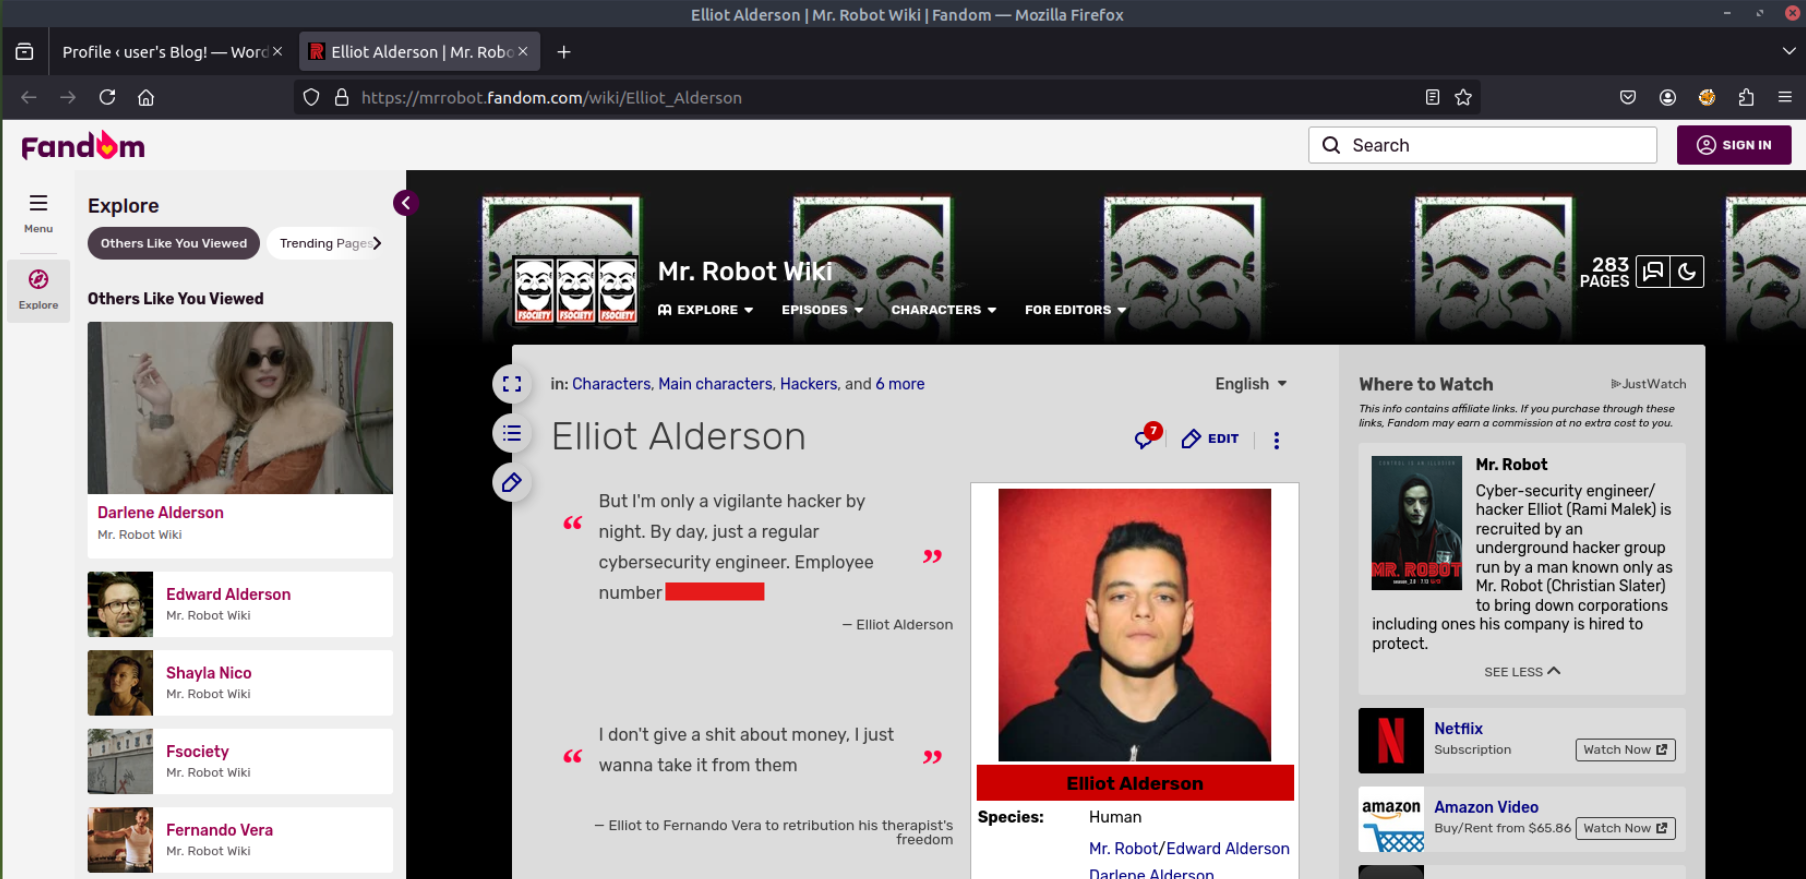 Elliot Alderson | Mr. Robot Wiki | Fandom — Mozilla Firefox
Profile ‹ user's Blog! — Word
Elliot Alderson | Mr. Robo
https://mrrobot.fandom.com/wiki/Elliot_Alderson
Fandom
Search
SIGN IN
Menu
Explore
Explore
Others Like You Viewed
Trending Pages
Others Like You Viewed
Darlene Alderson
Mr. Robot Wiki
Edward Alderson
Mr. Robot Wiki
Shayla Nico
Mr. Robot Wiki
Fsociety
Mr. Robot Wiki
Fernando Vera
Mr. Robot Wiki
FSOCIETY FSOCIETY FSOCIETY
Mr. Robot Wiki
EXPLORE
EPISODES
CHARACTERS
FOR EDITORS
283
PAGES
in: Characters, Main characters, Hackers, and 6 more
English
Elliot Alderson
7
EDIT
“ But I'm only a vigilante hacker by
night. By day, just a regular
cybersecurity engineer. Employee
number ”
— Elliot Alderson
“ I don't give a shit about money, I just
wanna take it from them ”
— Elliot to Fernando Vera to retribution his therapist's
freedom
Elliot Alderson
Species: Human
Mr. Robot/Edward Alderson
Darlene Alderson
Where to Watch
JustWatch
This info contains affiliate links. If you purchase through these
links, Fandom may earn a commission at no extra cost to you.
CONTROL IS AN ILLUSION
MR. ROBOT
Mr. Robot
Cyber-security engineer/
hacker Elliot (Rami Malek) is
recruited by an
underground hacker group
run by a man known only as
Mr. Robot (Christian Slater)
to bring down corporations
including ones his company is hired to
protect.
SEE LESS
N
Netflix
Subscription
Watch Now
amazon
Amazon Video
Buy/Rent from $65.86
Watch Now